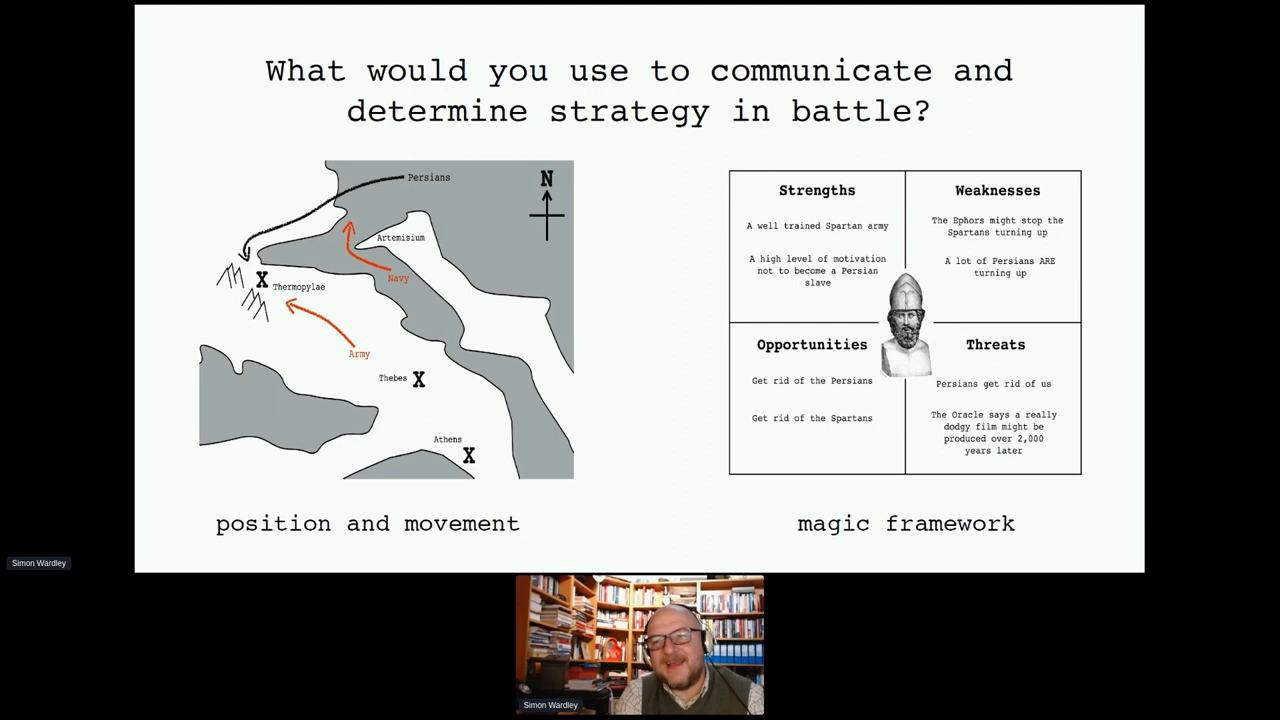 What would you use to communicate and
determine strategy in battle?
Persians
N
Artemisium
Navy
X
Thermopylae
Army
Thebes
X
Athens
X
position and movement
Strengths
A well trained Spartan army
A high level of motivation
not to become a Persian
slave
Weaknesses
The Ephors might stop the
Spartans turning up
A lot of Persians ARE
turning up
Opportunities
Get rid of the Persians
Get rid of the Spartans
Threats
Persians get rid of us
The Oracle says a really
dodgy film might be
produced over 2,000
years later
magic framework
Simon Wardley
Simon Wardley